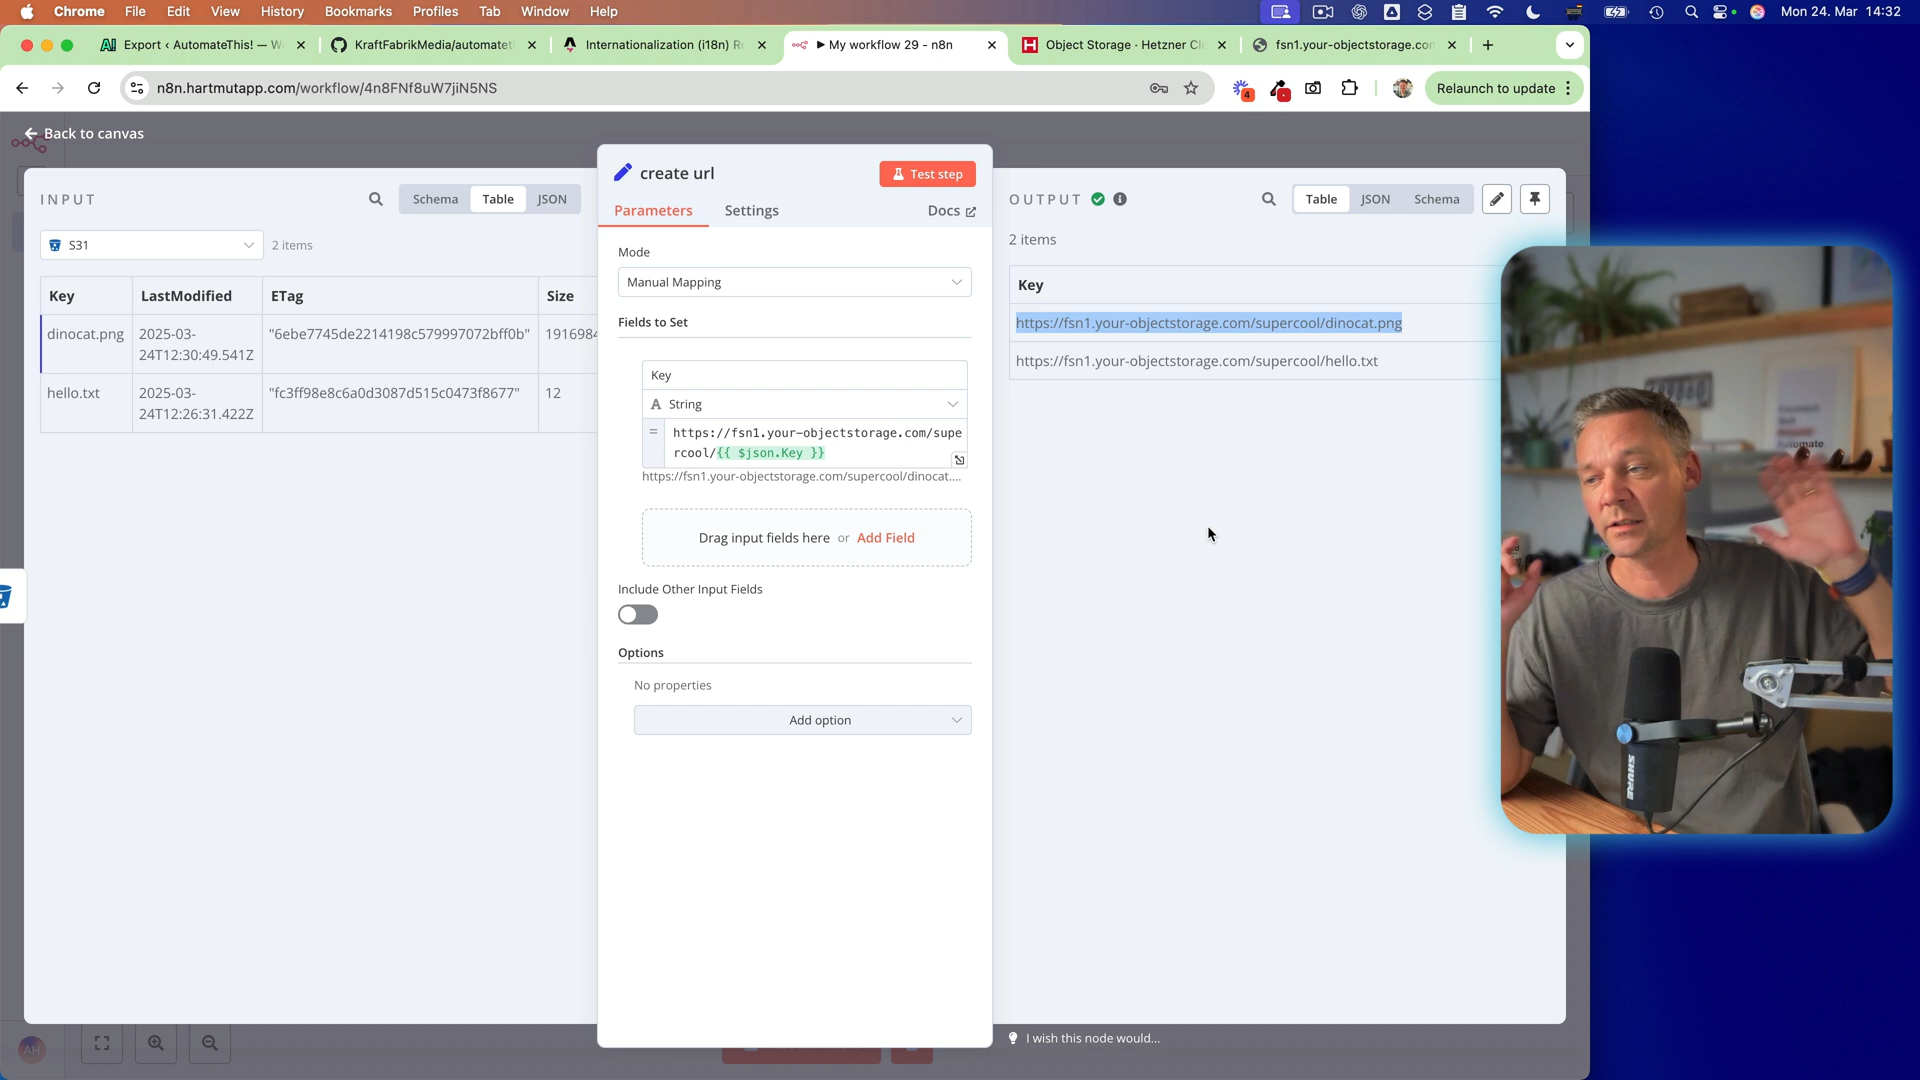 Chrome File Edit View History Bookmarks Profiles Tab Window Help Mon 24. Mar 14:32
Export ‹ AutomateThis! — W KraftFabrikMedia/automatet Internationalization (i18n) R ▶ My workflow 29 - n8n Object Storage · Hetzner Cl fsn1.your-objectstorage.con
n8n.hartmutapp.com/workflow/4n8FNf8uW7jiN5NS 4 Relaunch to update
Back to canvas
INPUT Schema Table JSON
S31 2 items
Key LastModified ETag Size
dinocat.png 2025-03-24T12:30:49.541Z "6ebe7745de2214198c579997072bff0b" 1916984
hello.txt 2025-03-24T12:26:31.422Z "fc3ff98e8c6a0d3087d515c0473f8677" 12
create url Test step
Parameters Settings Docs
Mode
Manual Mapping
Fields to Set
Key
String
= https://fsn1.your-objectstorage.com/supe
rcool/{{ $json.Key }}
https://fsn1.your-objectstorage.com/supercool/dinocat....
Drag input fields here or Add Field
Include Other Input Fields
Options
No properties
Add option
OUTPUT Table JSON Schema
2 items
Key
https://fsn1.your-objectstorage.com/supercool/dinocat.png
https://fsn1.your-objectstorage.com/supercool/hello.txt
I wish this node would...
AH
Automate.
SHURE